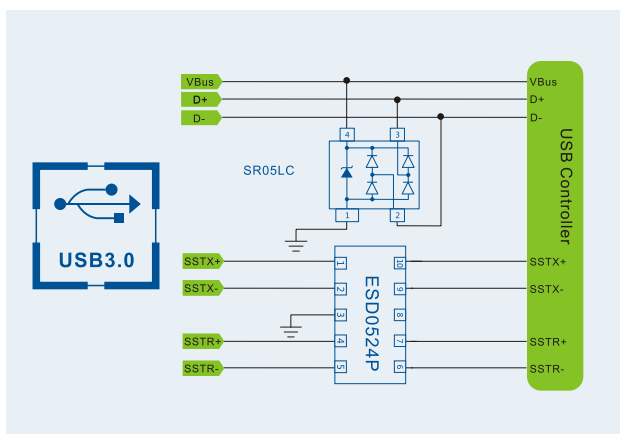 VBus
VBus
D+
D+
D-
D-
4
3
SR05LC
1
2
USB Controller
USB3.0
SSTX+
1
10
SSTX+
SSTX-
2
9
SSTX-
3
8
ESD0524P
SSTR+
4
7
SSTR+
SSTR-
5
6
SSTR-